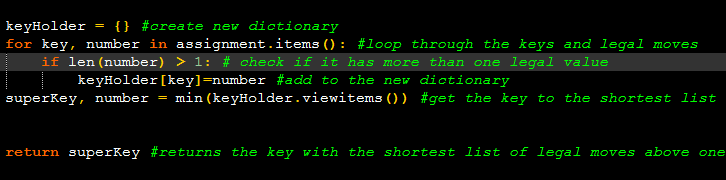 keyHolder = {} #create new dictionary
for key, number in assignment.items(): #loop through the keys and legal moves
if len(number) > 1: # check if it has more than one legal value
keyHolder[key]=number #add to the new dictionary
superKey, number = min(keyHolder.viewitems()) #get the key to the shortest list
return superKey #returns the key with the shortest list of legal moves above one